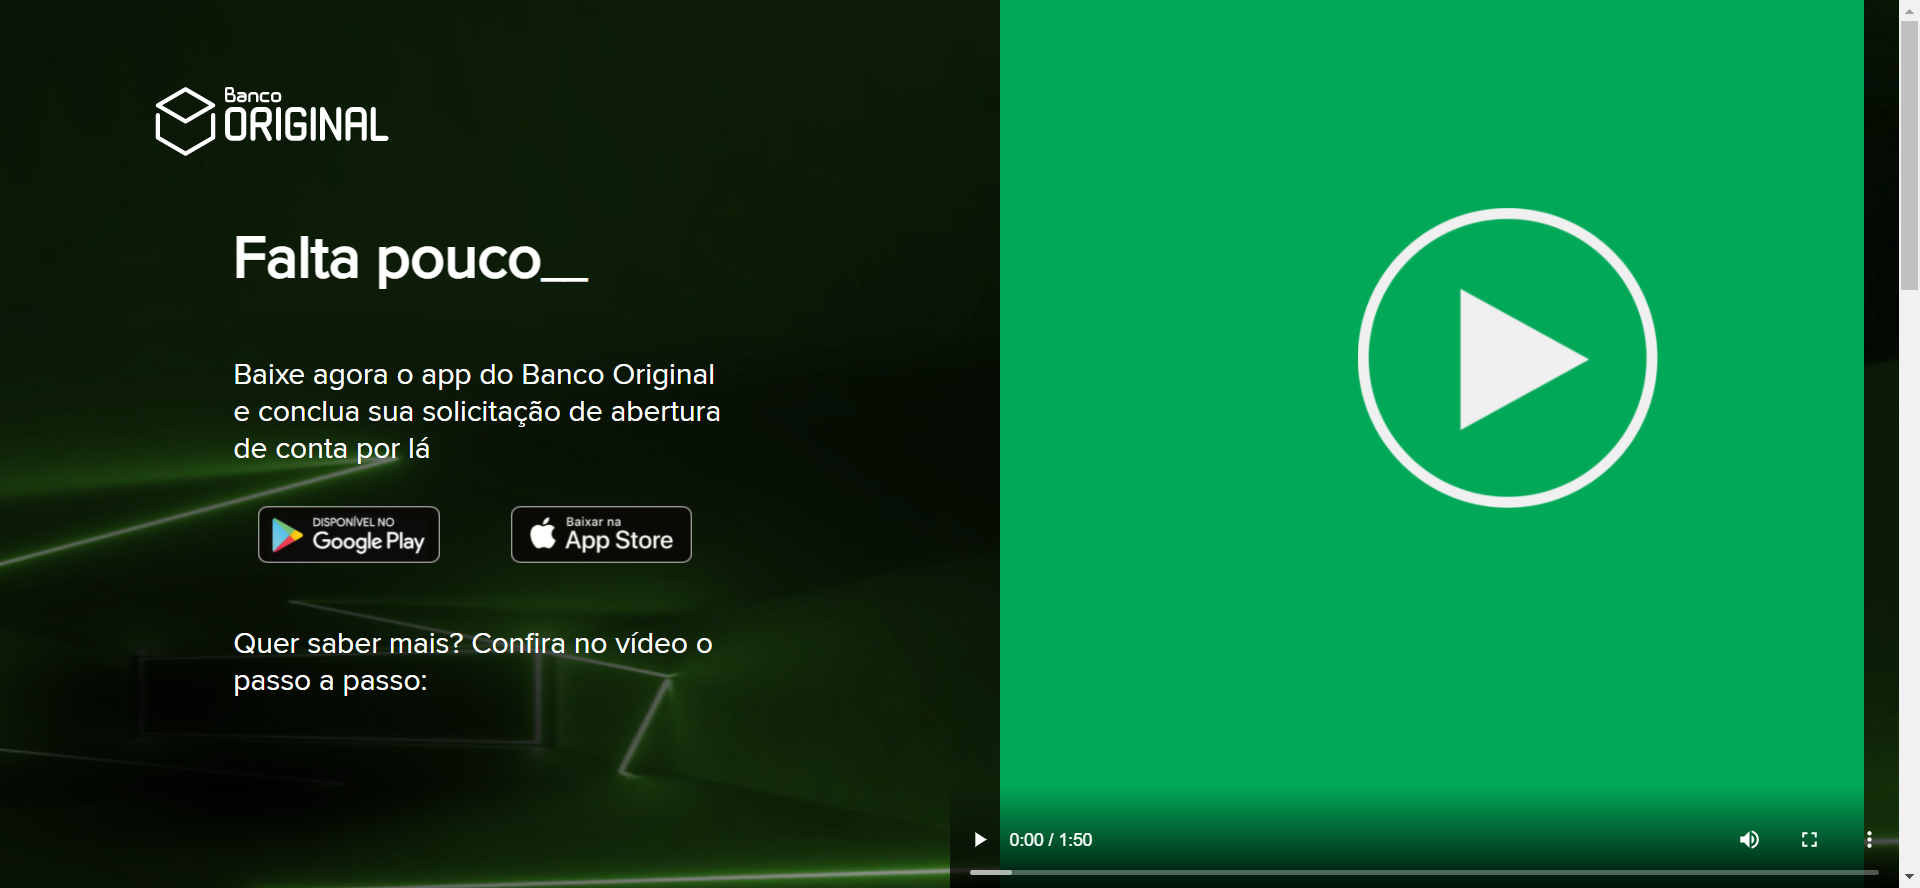 Banco
ORIGINAL
Falta pouco__
Baixe agora o app do Banco Original
e conclua sua solicitação de abertura
de conta por lá
DISPONÍVEL NO
Google Play
Baixar na
App Store
Quer saber mais? Confira no vídeo o
passo a passo:
0:00 / 1:50